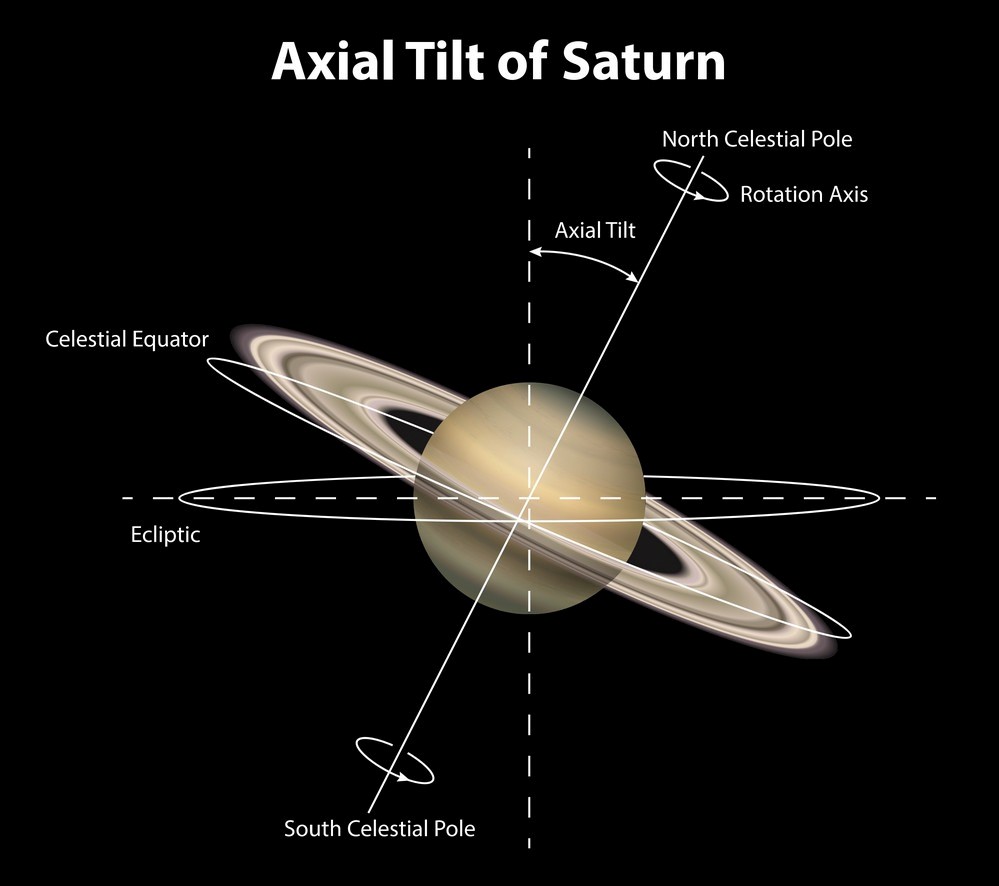 Axial Tilt of Saturn
North Celestial Pole
Rotation Axis
Axial Tilt
Celestial Equator
Ecliptic
South Celestial Pole